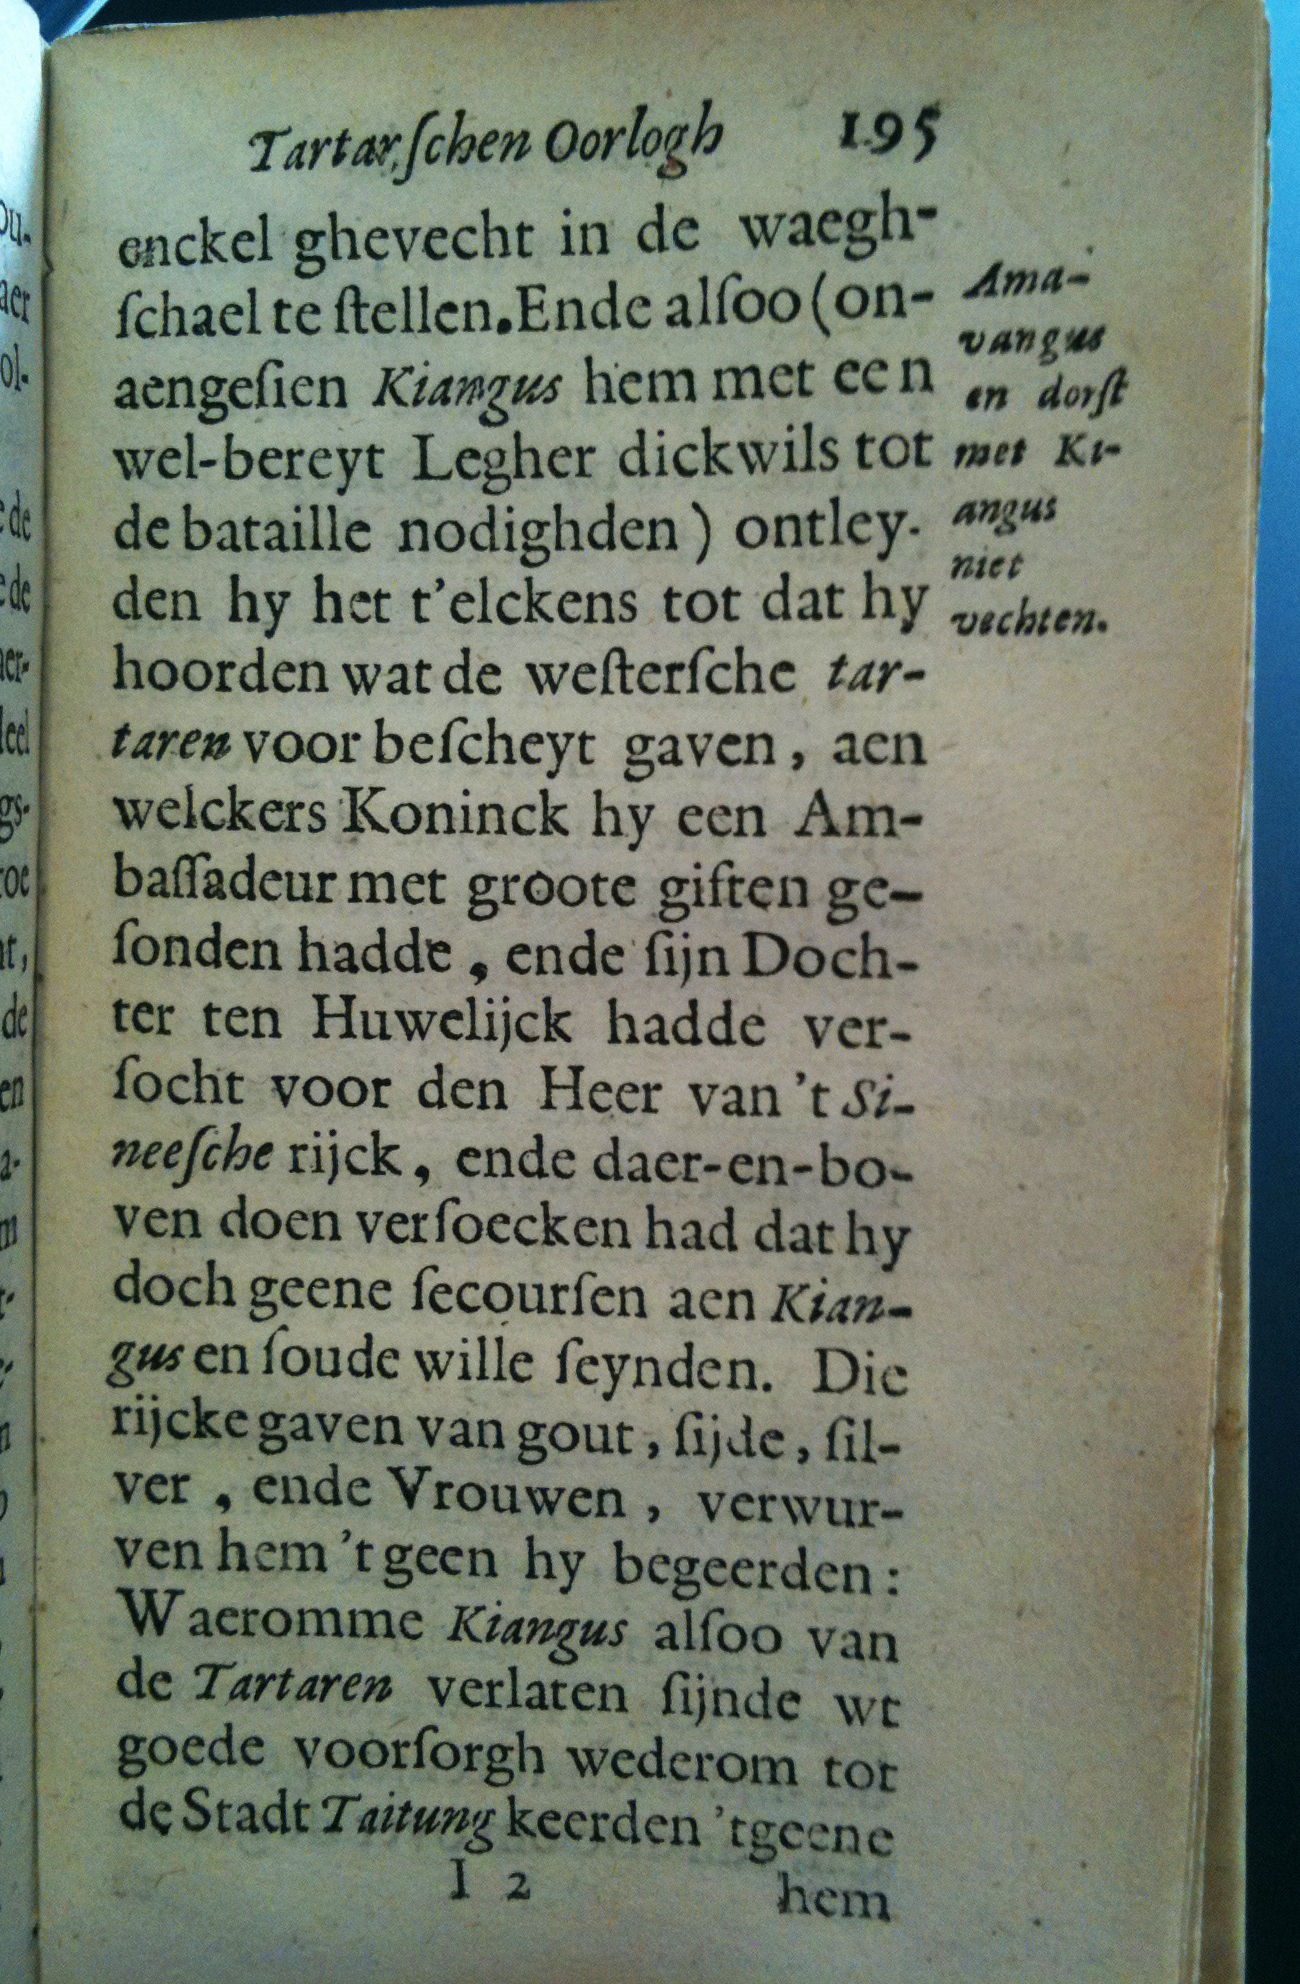 Tartarſchen Oorlogh 195
enckel ghevecht in de waegh-
ſchael te ſtellen. Ende alſoo (on-
aengeſien Kiangus hem met een
wel-bereyt Legher dickwils tot
de bataille nodighden) ontley-
den hy het t'elckens tot dat hy
hoorden wat de weſterſche tar-
taren voor beſcheyt gaven, aen
welckers Koninck hy een Am-
baſſadeur met groote giften ge-
ſonden hadde, ende ſijn Doch-
ter ten Huwelijck hadde ver-
ſocht voor den Heer van 't Si-
neeſche rijck, ende daer-en-bo-
ven doen verſoecken had dat hy
doch geene ſecourſen aen Kian-
gus en ſoude wille ſeynden. Die
rijcke gaven van gout, ſijde, ſil-
ver, ende Vrouwen, verwur-
ven hem 't geen hy begeerden:
Waeromme Kiangus alſoo van
de Tartaren verlaten ſijnde wt
goede voorſorgh wederom tot
de Stadt Taitung keerden 'tgeene
I 2 hem
Ama-
vangus
en dorſt
met Ki-
angus
niet
vechten.